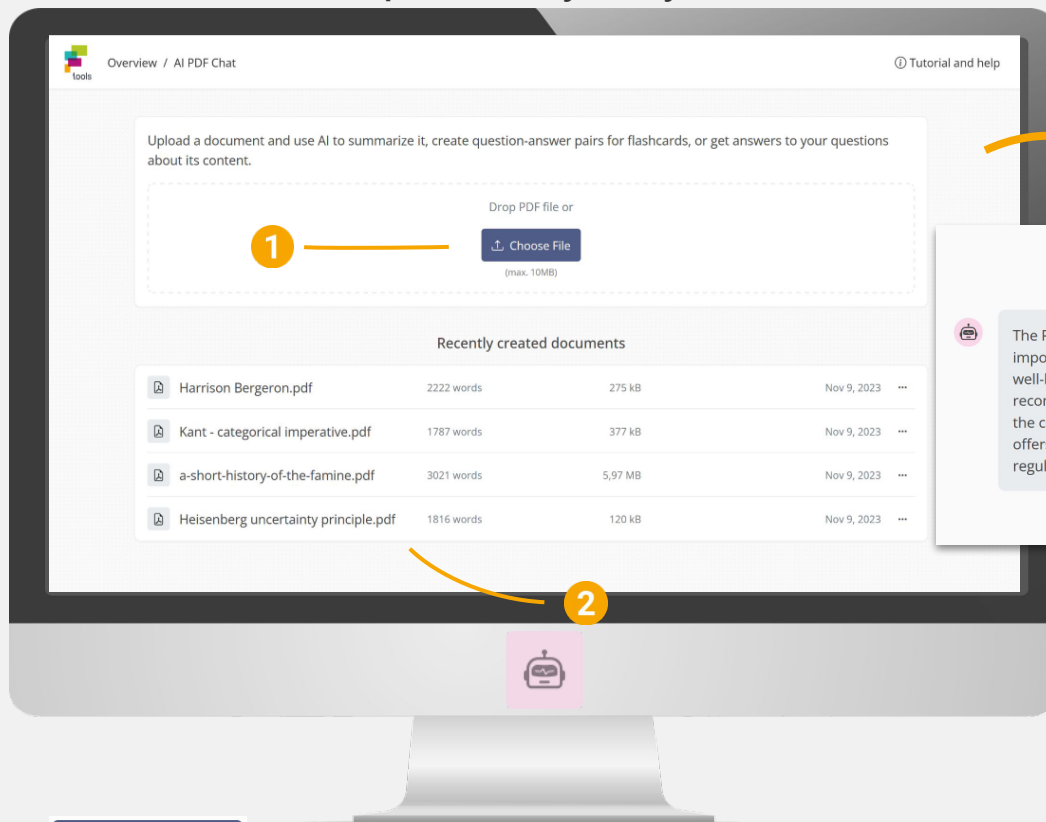 tools
Overview / AI PDF Chat
Tutorial and help
Upload a document and use AI to summarize it, create question-answer pairs for flashcards, or get answers to your questions
about its content.
Drop PDF file or
Choose File
(max. 10MB)
1
Recently created documents
Harrison Bergeron.pdf 2222 words 275 kB Nov 9, 2023 ...
Kant - categorical imperative.pdf 1787 words 377 kB Nov 9, 2023 ...
a-short-history-of-the-famine.pdf 3021 words 5,97 MB Nov 9, 2023 ...
Heisenberg uncertainty principle.pdf 1816 words 120 kB Nov 9, 2023 ...
2
The
the